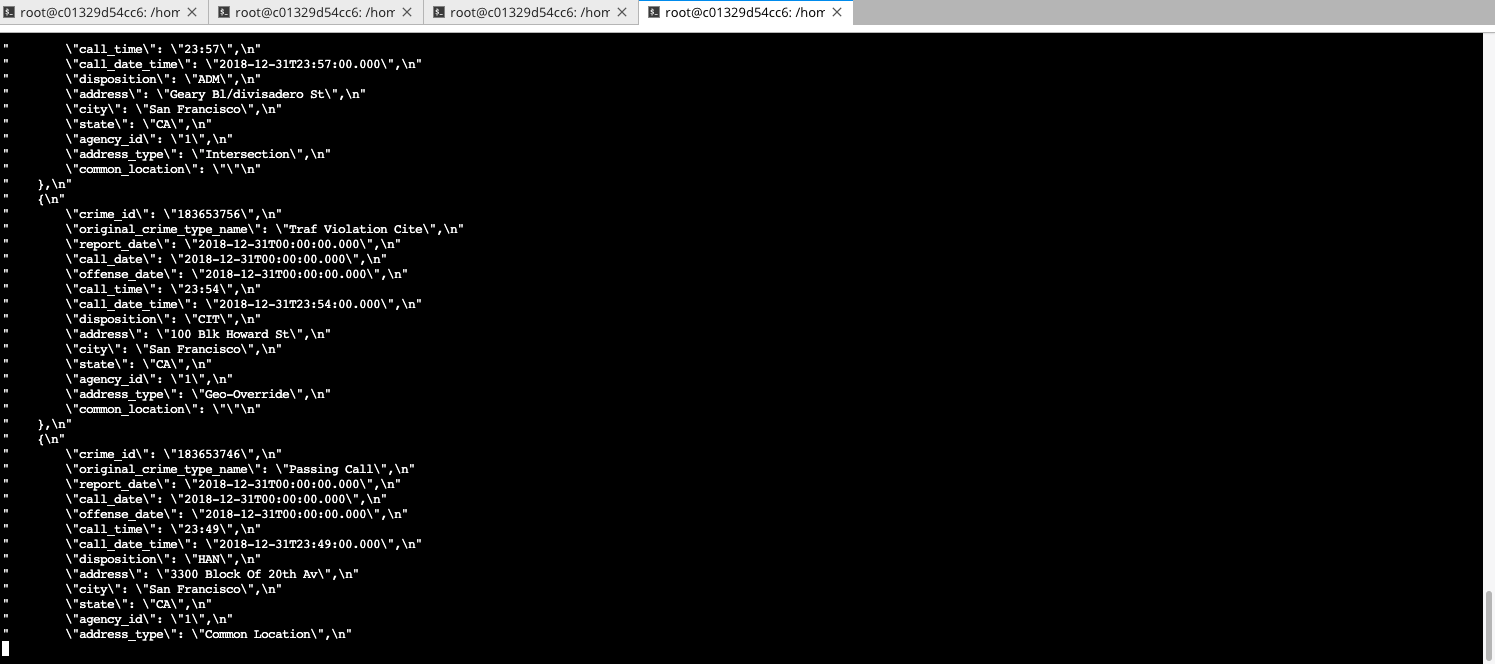 root@c01329d54cc6: /hom
root@c01329d54cc6: /hom
root@c01329d54cc6: /hom
root@c01329d54cc6: /hom
"        \"call_time\": \"23:57\",\n"
"        \"call_date_time\": \"2018-12-31T23:57:00.000\",\n"
"        \"disposition\": \"ADM\",\n"
"        \"address\": \"Geary Bl/divisadero St\",\n"
"        \"city\": \"San Francisco\",\n"
"        \"state\": \"CA\",\n"
"        \"agency_id\": \"1\",\n"
"        \"address_type\": \"Intersection\",\n"
"        \"common_location\": \"\"\n"
"    },\n"
"    {\n"
"        \"crime_id\": \"183653756\",\n"
"        \"original_crime_type_name\": \"Traf Violation Cite\",\n"
"        \"report_date\": \"2018-12-31T00:00:00.000\",\n"
"        \"call_date\": \"2018-12-31T00:00:00.000\",\n"
"        \"offense_date\": \"2018-12-31T00:00:00.000\",\n"
"        \"call_time\": \"23:54\",\n"
"        \"call_date_time\": \"2018-12-31T23:54:00.000\",\n"
"        \"disposition\": \"CIT\",\n"
"        \"address\": \"100 Blk Howard St\",\n"
"        \"city\": \"San Francisco\",\n"
"        \"state\": \"CA\",\n"
"        \"agency_id\": \"1\",\n"
"        \"address_type\": \"Geo-Override\",\n"
"        \"common_location\": \"\"\n"
"    },\n"
"    {\n"
"        \"crime_id\": \"183653746\",\n"
"        \"original_crime_type_name\": \"Passing Call\",\n"
"        \"report_date\": \"2018-12-31T00:00:00.000\",\n"
"        \"call_date\": \"2018-12-31T00:00:00.000\",\n"
"        \"offense_date\": \"2018-12-31T00:00:00.000\",\n"
"        \"call_time\": \"23:49\",\n"
"        \"call_date_time\": \"2018-12-31T23:49:00.000\",\n"
"        \"disposition\": \"HAN\",\n"
"        \"address\": \"3300 Block Of 20th Av\",\n"
"        \"city\": \"San Francisco\",\n"
"        \"state\": \"CA\",\n"
"        \"agency_id\": \"1\",\n"
"        \"address_type\": \"Common Location\",\n"